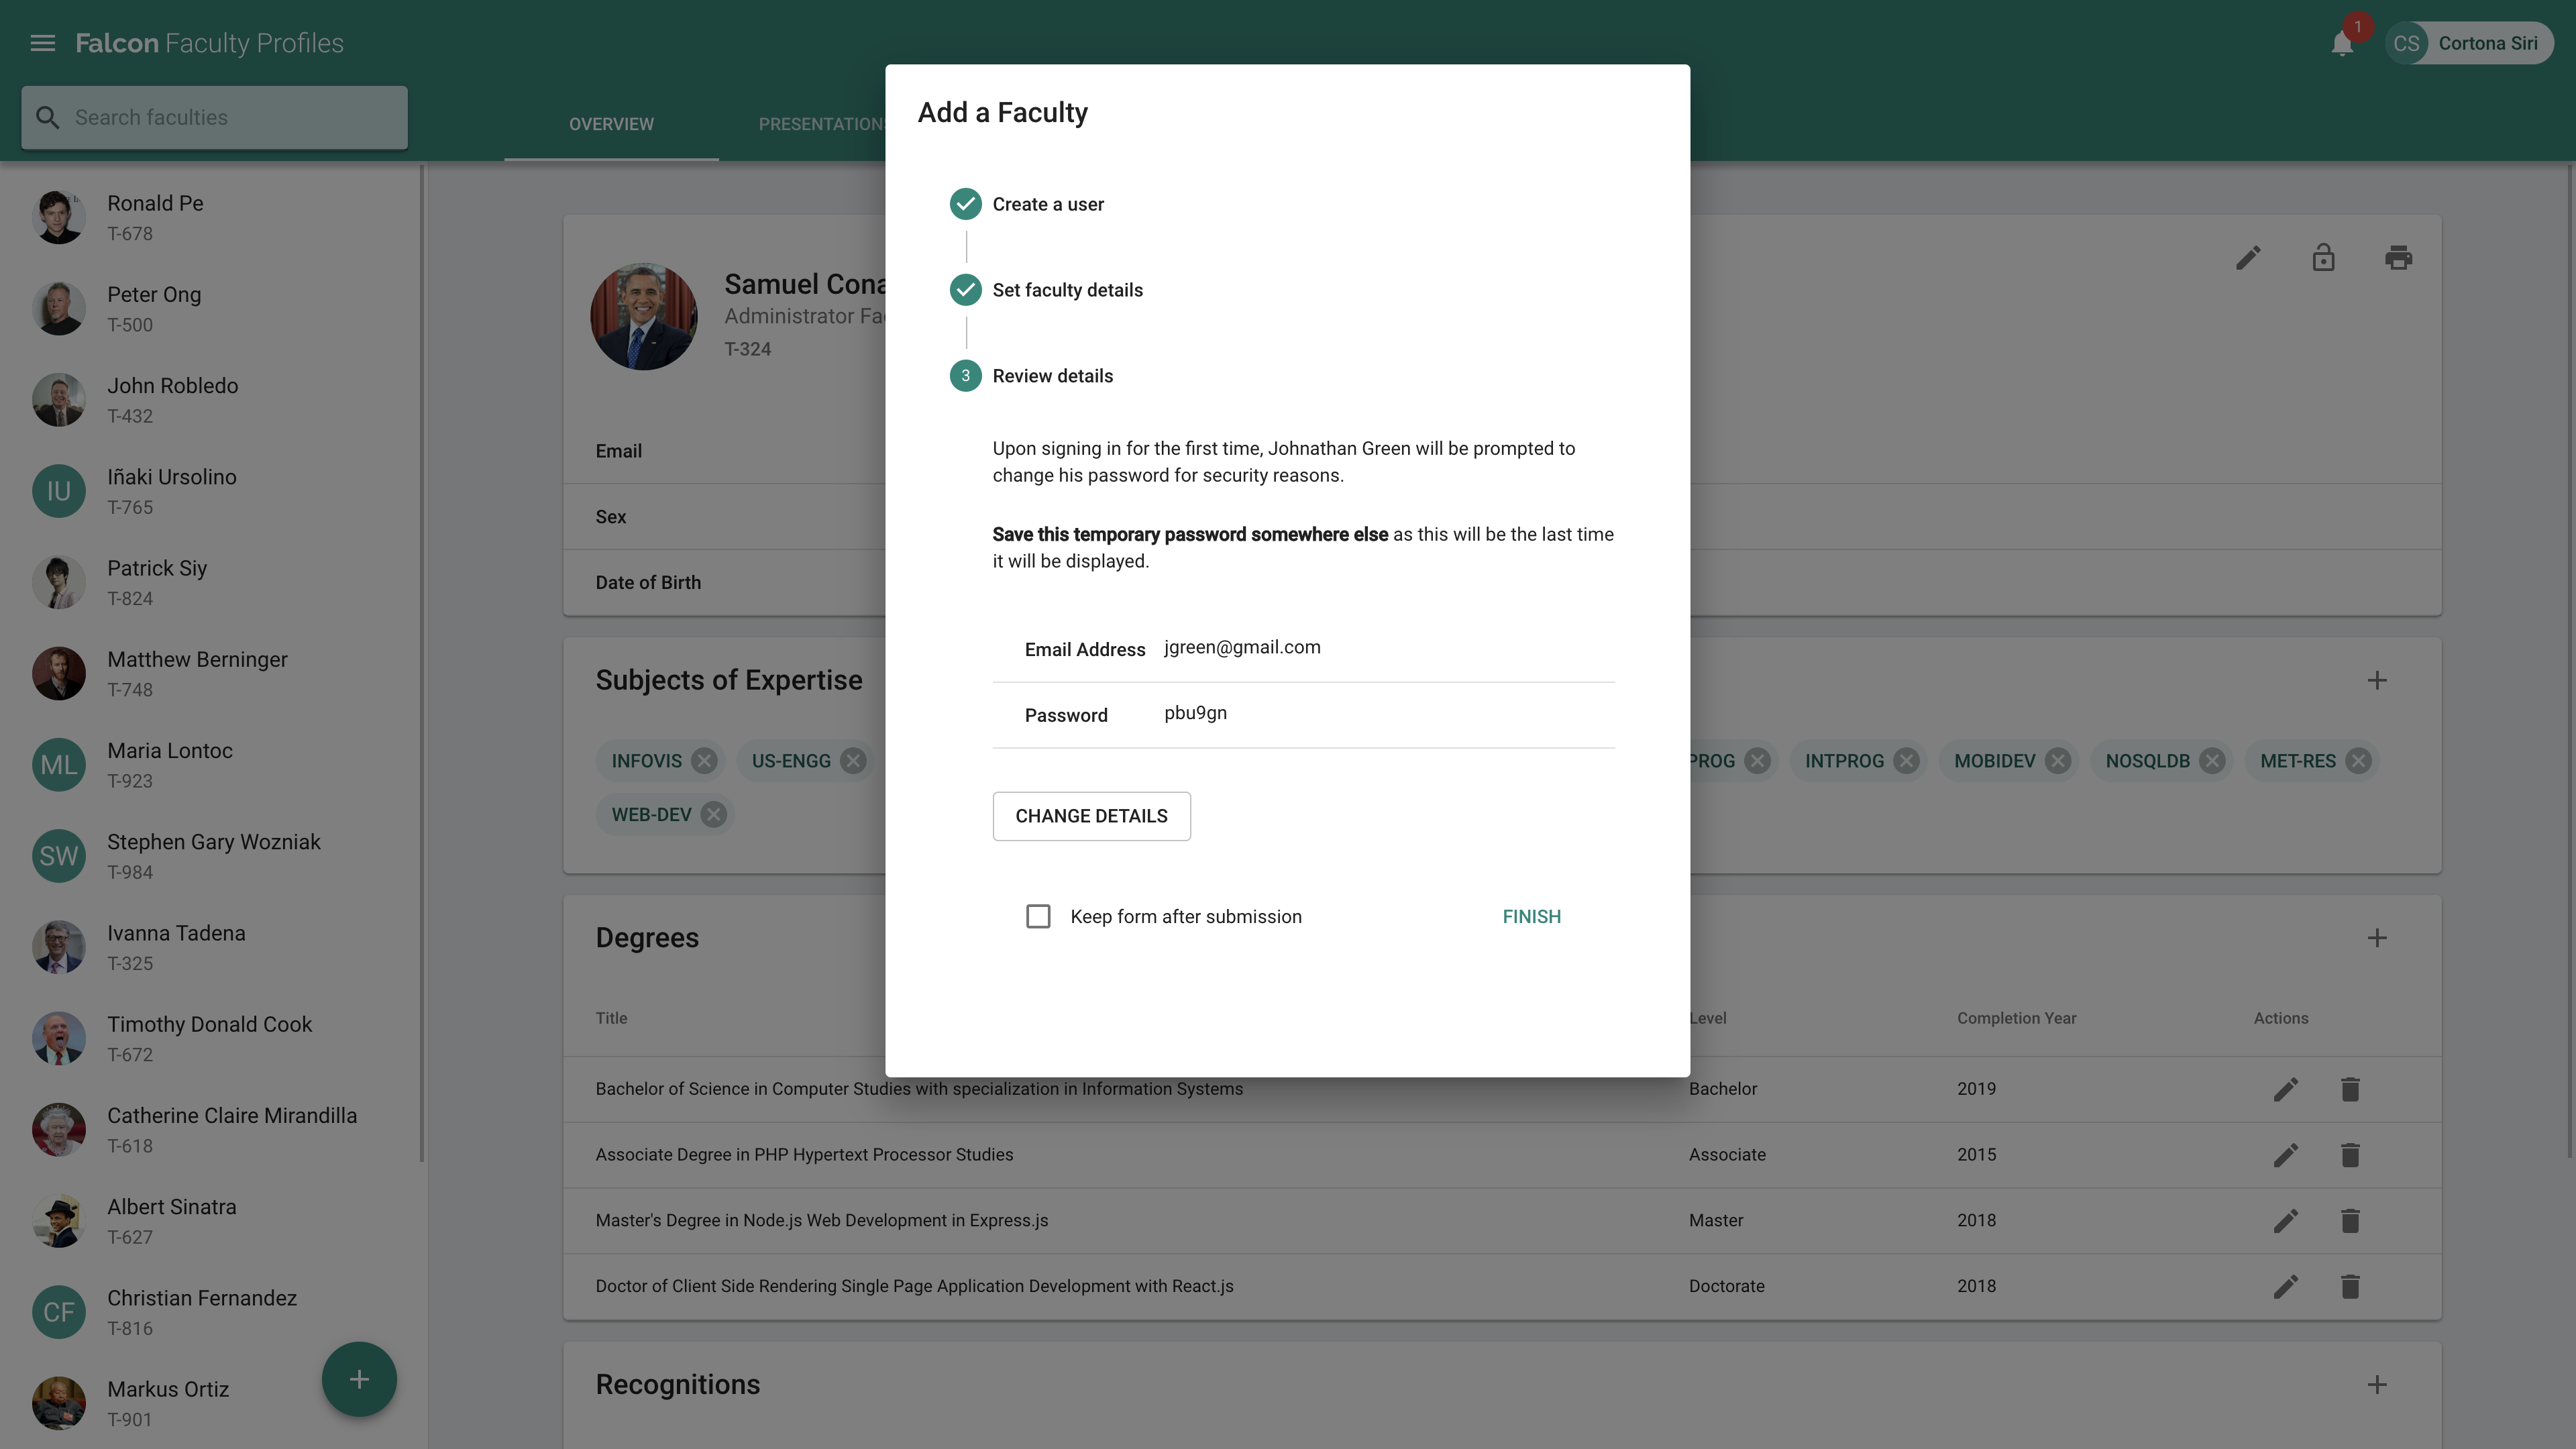 Falcon Faculty Profiles
1
CS
Cortona Siri
Search faculties
OVERVIEW
Ronald Pe
T-678
Peter Ong
T-500
John Robledo
T-432
IU
Iñaki Ursolino
T-765
Patrick Siy
T-824
Matthew Berninger
T-748
ML
Maria Lontoc
T-923
SW
Stephen Gary Wozniak
T-984
Ivanna Tadena
T-325
Timothy Donald Cook
T-672
Catherine Claire Mirandilla
T-618
Albert Sinatra
T-627
CF
Christian Fernandez
T-816
Markus Ortiz
T-901
Samuel
Administrator
T-324
Email
Sex
Date of Birth
Subjects of Expertise
INFOVIS
US-ENGG
INTPROG
MOBIDEV
NOSQLDB
MET-RES
WEB-DEV
Degrees
Title
Level
Completion Year
Actions
Bachelor of Science in Computer Studies with specialization in Information Systems
Bachelor
2019
Associate Degree in PHP Hypertext Processor Studies
Associate
2015
Master's Degree in Node.js Web Development in Express.js
Master
2018
Doctor of Client Side Rendering Single Page Application Development with React.js
Doctorate
2018
Recognitions
Add a Faculty
Create a user
Set faculty details
3
Review details
Upon signing in for the first time, Johnathan Green will be prompted to
change his password for security reasons.
Save this temporary password somewhere else as this will be the last time
it will be displayed.
Email Address
jgreen@gmail.com
Password
pbu9gn
CHANGE DETAILS
Keep form after submission
FINISH